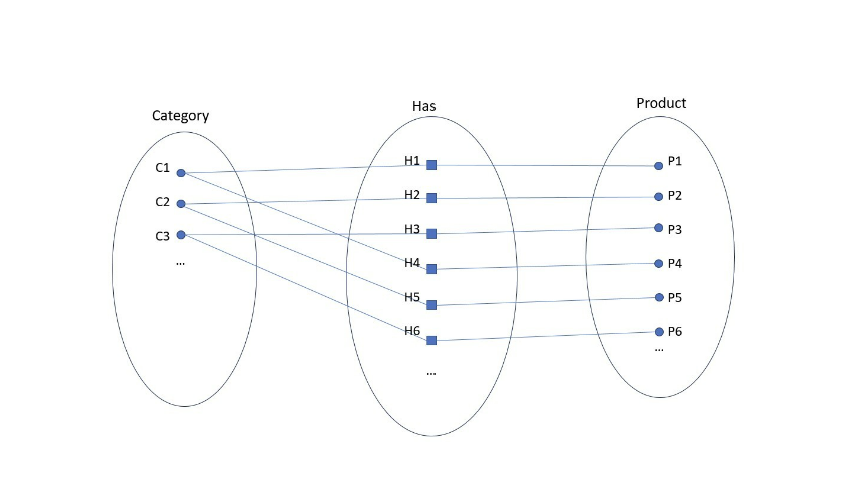 Category
C1
C2
C3
...
Has
H1
H2
H3
H4
H5
H6
...
Product
P1
P2
P3
P4
P5
P6
...